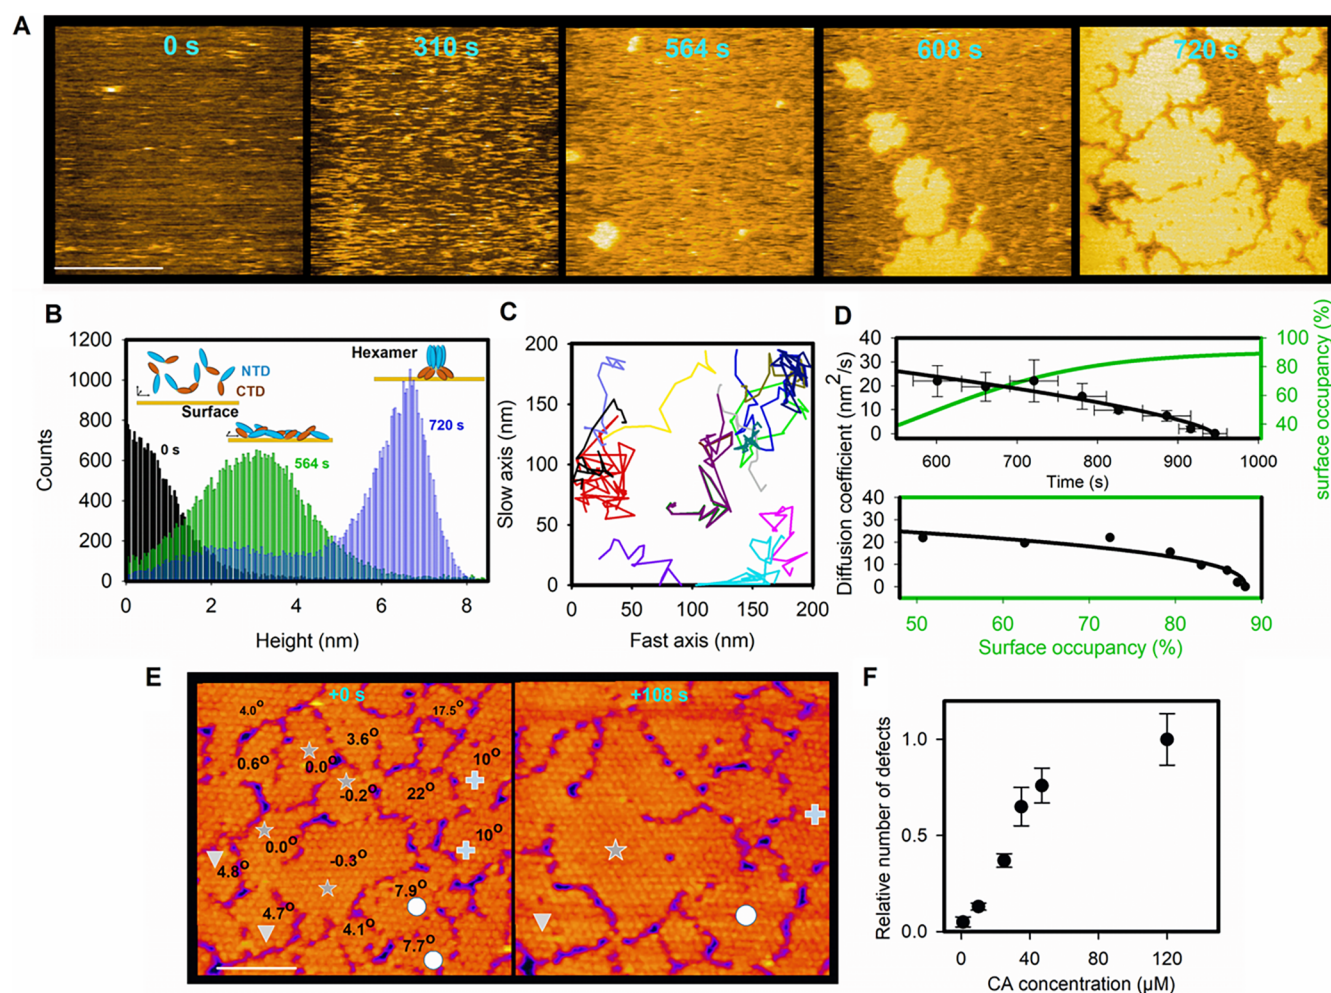 A
0 s
310 s
564 s
608 s
720 s
B
1200
1000
800
600
400
200
0
Counts
0
2
4
6
8
Height (nm)
NTD
CTD
Surface
0 s
564 s
Hexamer
720 s
C
200
150
100
50
0
Slow axis (nm)
0
50
100
150
200
Fast axis (nm)
D
40
30
20
10
0
Diffusion coefficient (nm²/s)
100
80
60
40
surface occupancy (%)
600
700
800
900
1000
Time (s)
40
30
20
10
0
50
60
70
80
90
Surface occupancy (%)
E
+0 s
4.0°
17.5°
3.6°
0.6°
0.0°
10°
-0.2°
22°
10°
0.0°
-0.3°
4.8°
7.9°
4.7°
4.1°
7.7°
+108 s
F
1.0
0.5
0.0
Relative number of defects
0
40
80
120
CA concentration (µM)